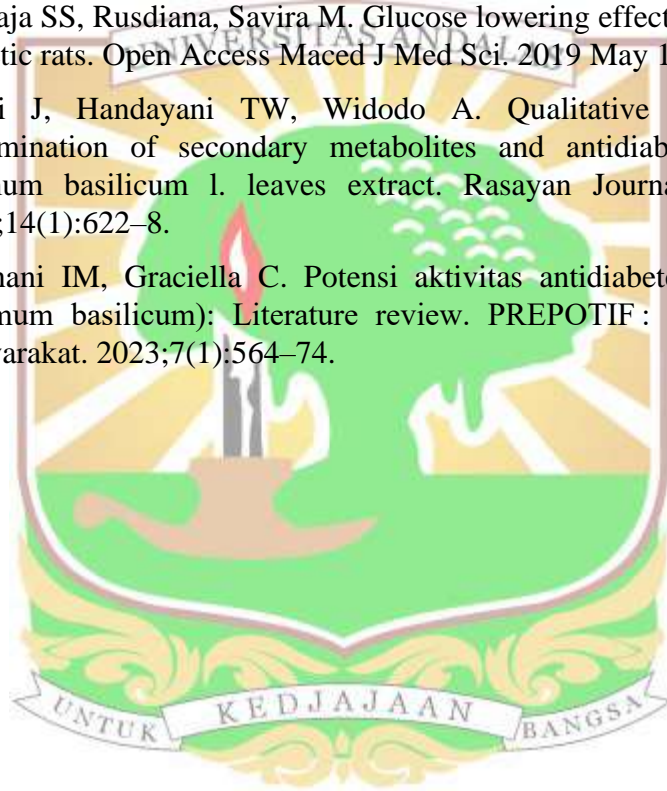 aja SS, Rusdiana, Savira M. Glucose lowering effect
tic rats. Open Access Maced J Med Sci. 2019 May 1
UNIVERSITAS ANDALAS
i J, Handayani TW, Widodo A. Qualitative
mination of secondary metabolites and antidiab
num basilicum l. leaves extract. Rasayan Journa
;14(1):622–8.
nani IM, Graciella C. Potensi aktivitas antidiabet
mum basilicum): Literature review. PREPOTIF :
yarakat. 2023;7(1):564–74.
UNTUK KEDJAJAAN BANGSA